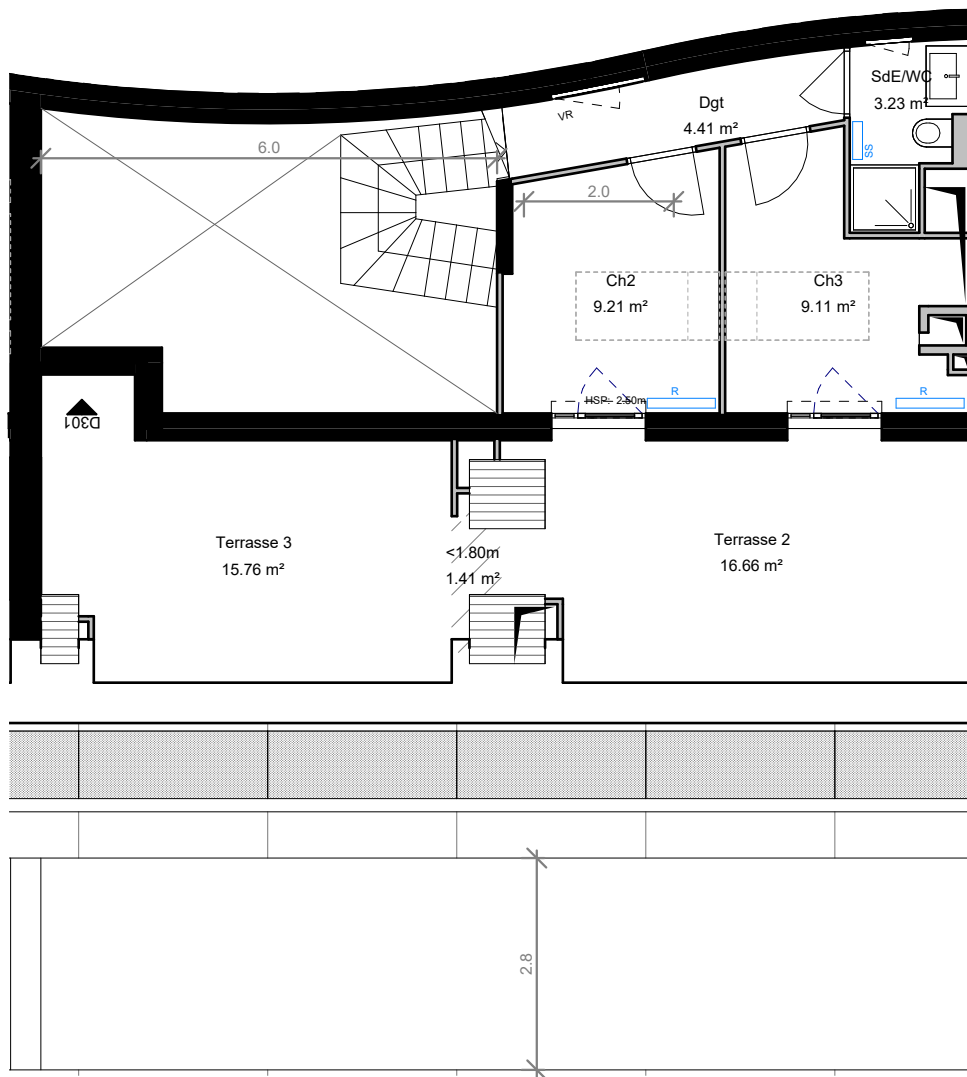 SdE/WC
3.23 m²
Dgt
4.41 m²
VR
6.0
SS
2.0
Ch2
9.21 m²
Ch3
9.11 m²
R
R
HSP: 2.50m
D301
Terrasse 3
15.76 m²
<1.80m
1.41 m²
Terrasse 2
16.66 m²
2.8